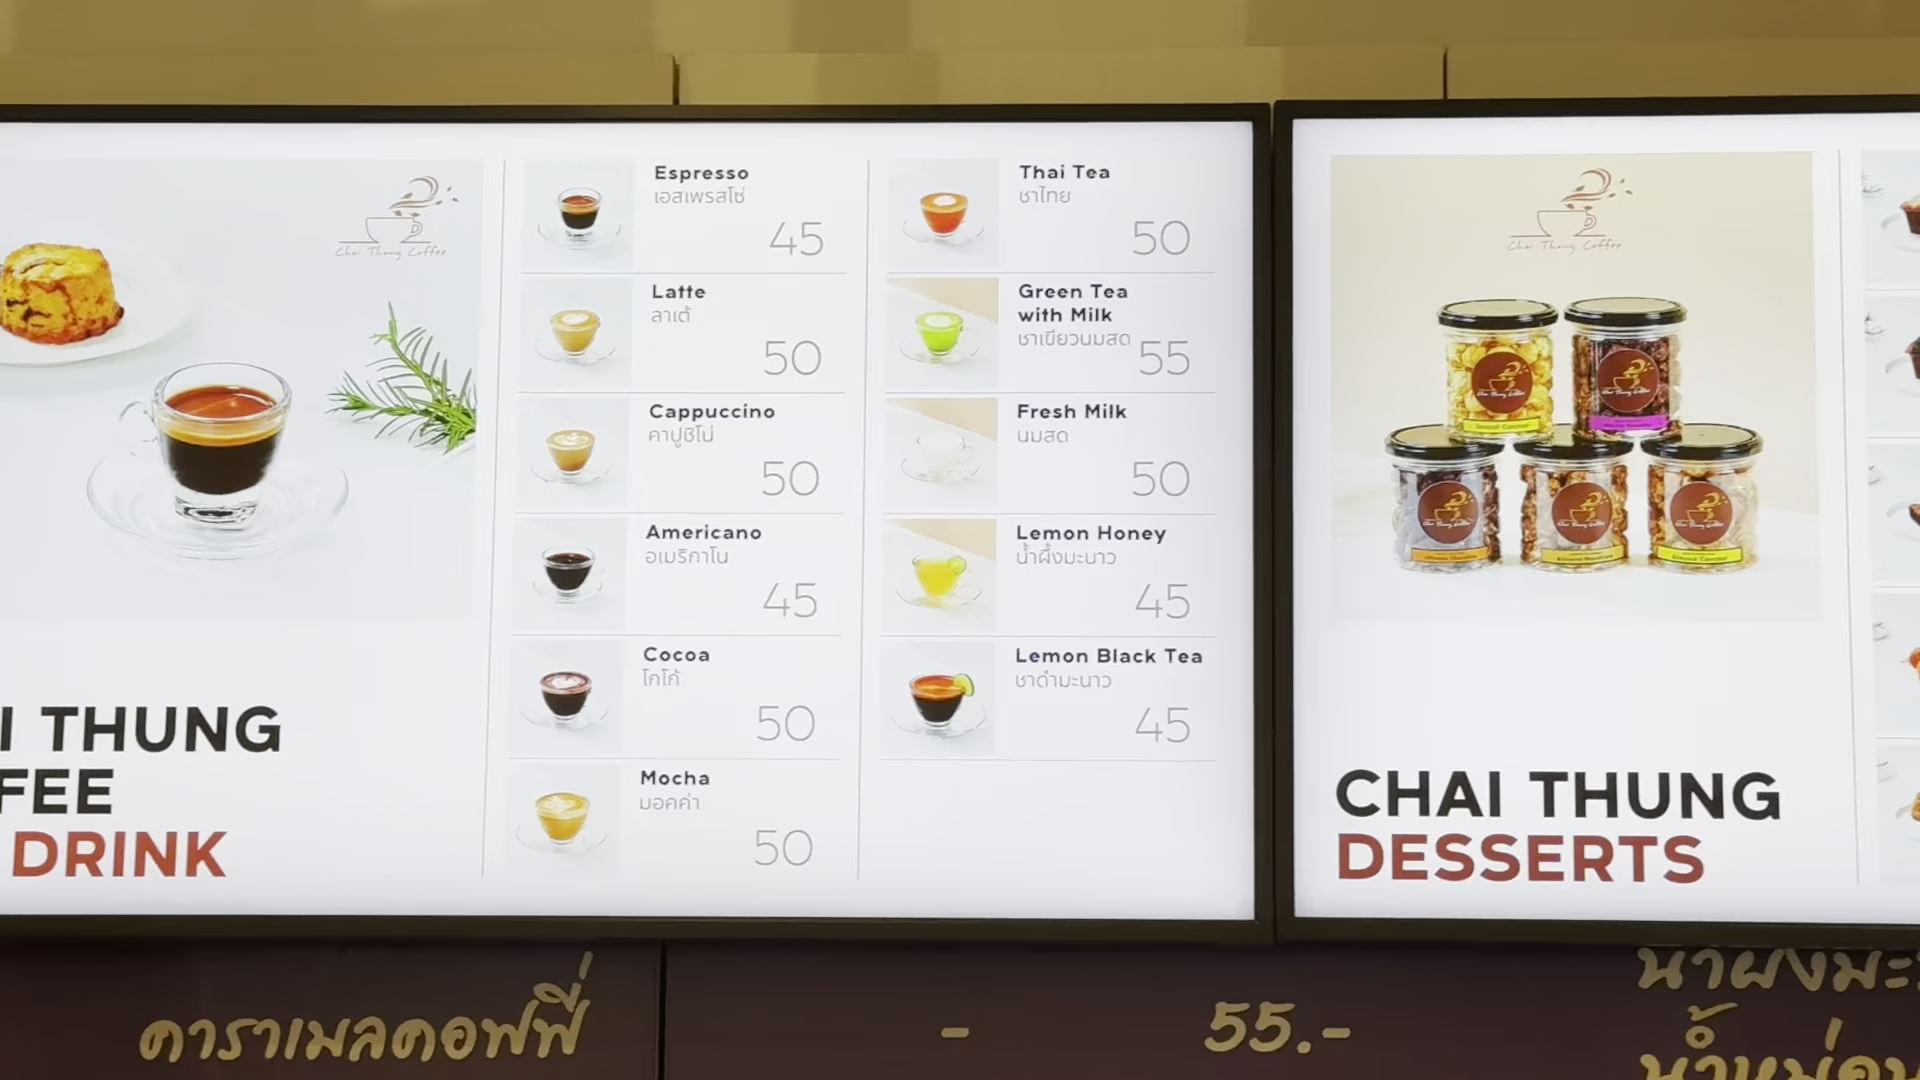 Chai Thung Coffee
I THUNG
FEE
DRINK
Espresso
เอสเพรสโซ่
45
Latte
ลาเต้
50
Cappuccino
คาปูชิโน่
50
Americano
อเมริกาโน
45
Cocoa
โกโก้
50
Mocha
มอคค่า
50
Thai Tea
ชาไทย
50
Green Tea
with Milk
ชาเขียวนมสด
55
Fresh Milk
นมสด
50
Lemon Honey
น้ำผึ้งมะนาว
45
Lemon Black Tea
ชาดำมะนาว
45
Chai Thung Coffee
CHAI THUNG
DESSERTS
คาราเมลคอฟฟี่ - 55.-